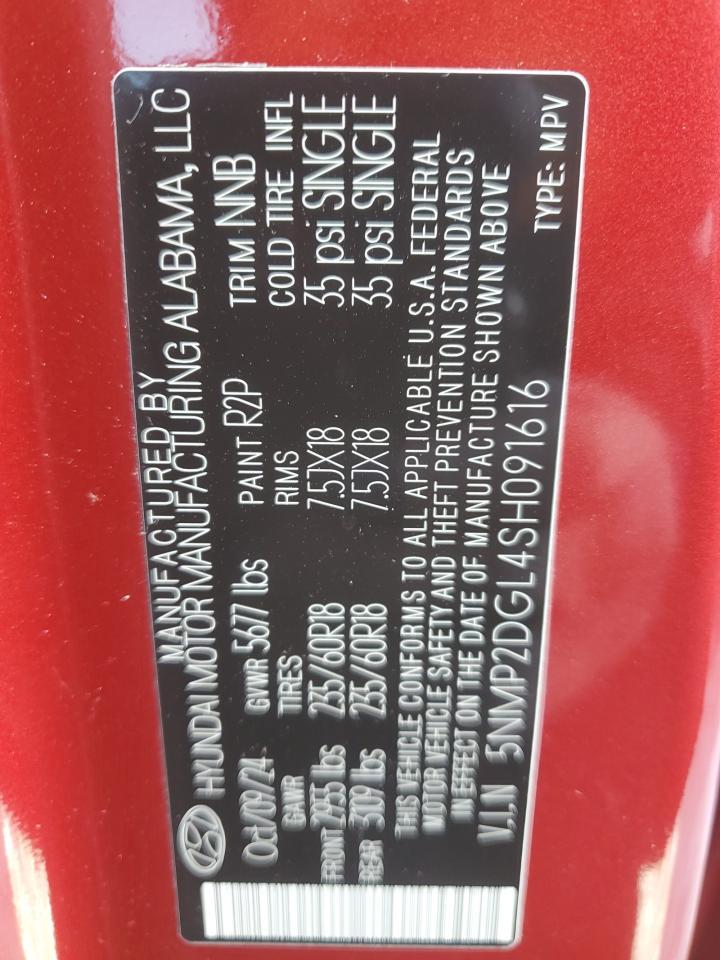 MANUFACTURED BY
HYUNDAI MOTOR MANUFACTURING ALABAMA, LLC
Oct/09/24 GVWR 5677 lbs PAINT R2P TRIM NNB
GAWR TIRES RIMS COLD TIRE INFL
FRONT 2955 lbs 235/60R18 7.5JX18 35 psi SINGLE
REAR 3109 lbs 235/60R18 7.5JX18 35 psi SINGLE
THIS VEHICLE CONFORMS TO ALL APPLICABLE U.S.A. FEDERAL
MOTOR VEHICLE SAFETY AND THEFT PREVENTION STANDARDS
IN EFFECT ON THE DATE OF MANUFACTURE SHOWN ABOVE
V.I.N 5NMP2DGL4SH091616 TYPE: MPV